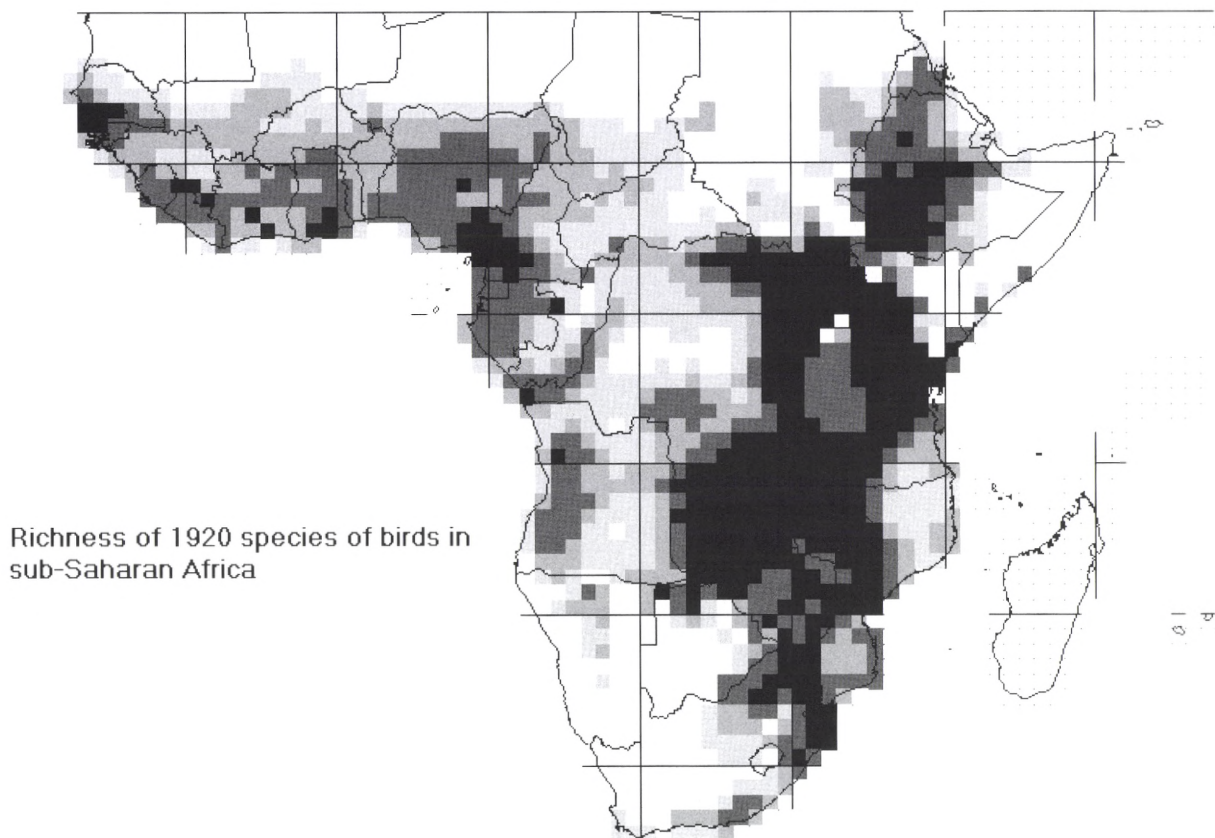 Richness of 1920 species of birds in
sub-Saharan Africa